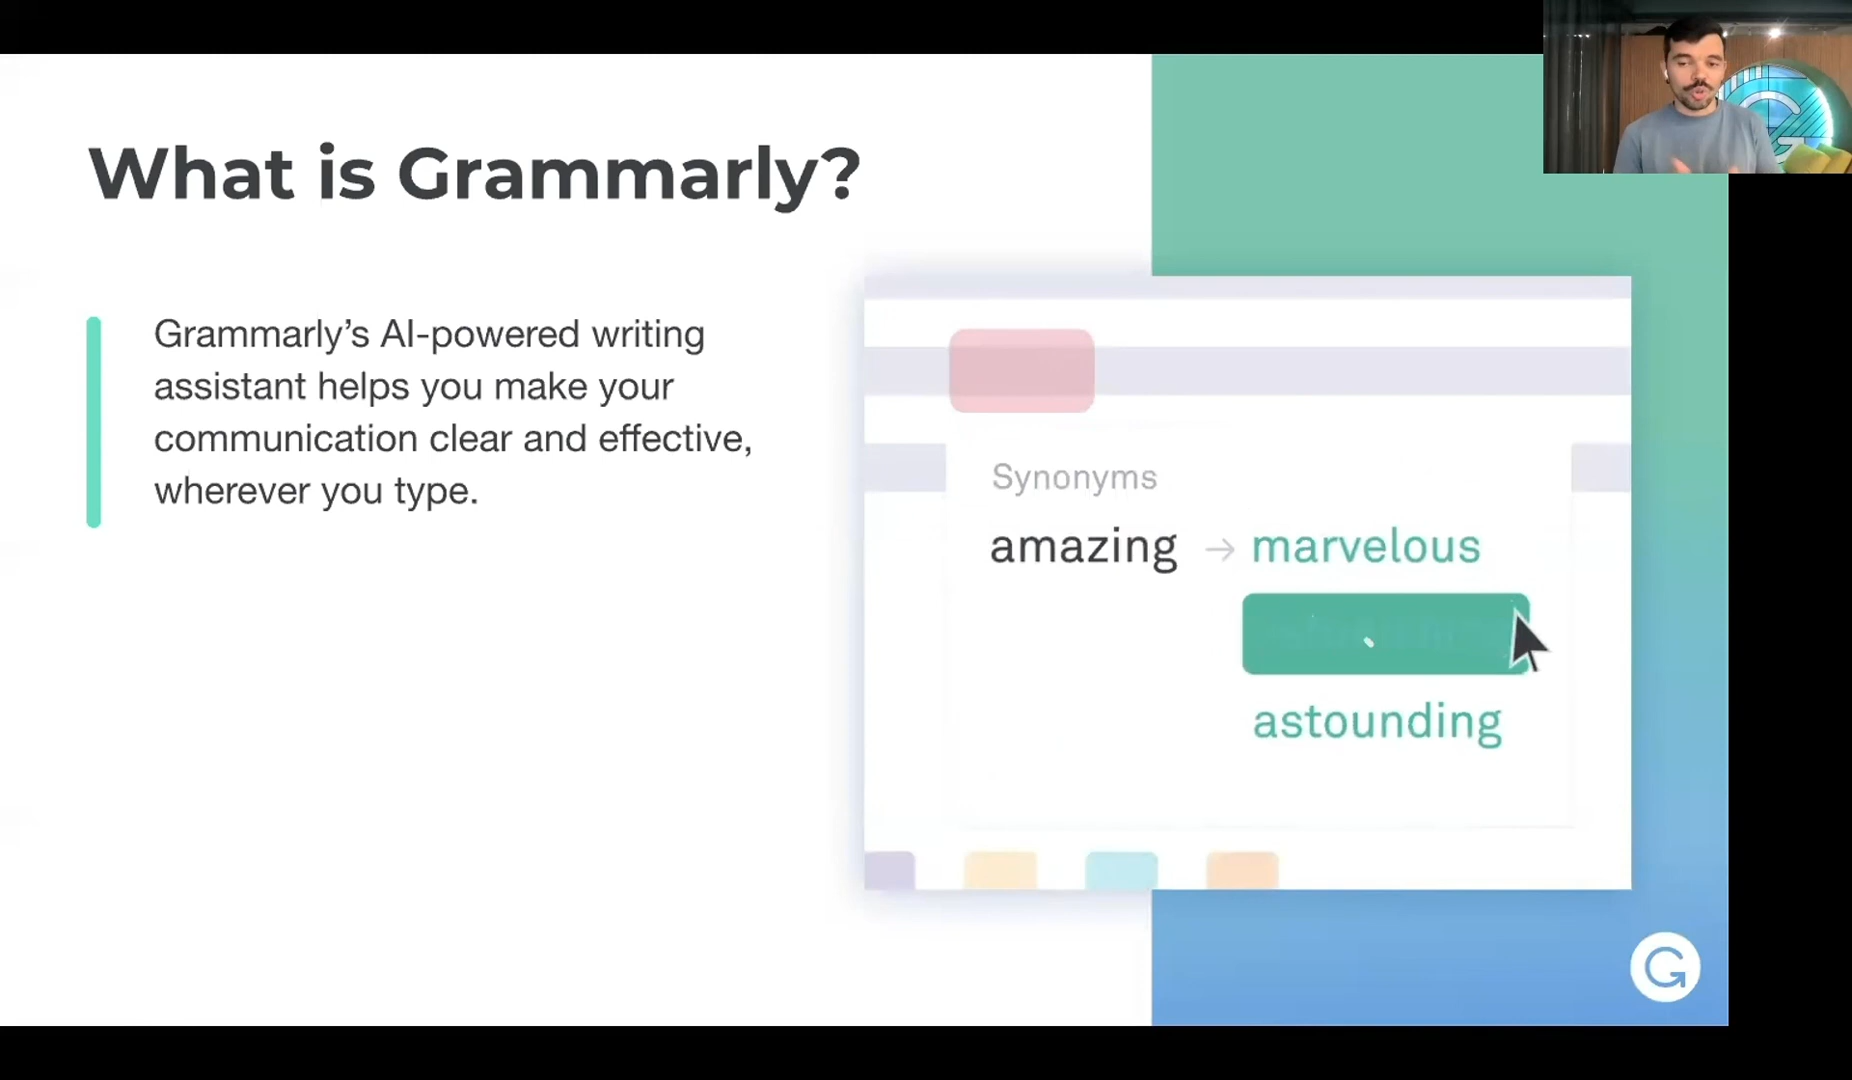 What is Grammarly?
Grammarly’s AI-powered writing
assistant helps you make your
communication clear and effective,
wherever you type.
Synonyms
amazing → marvelous
astounding